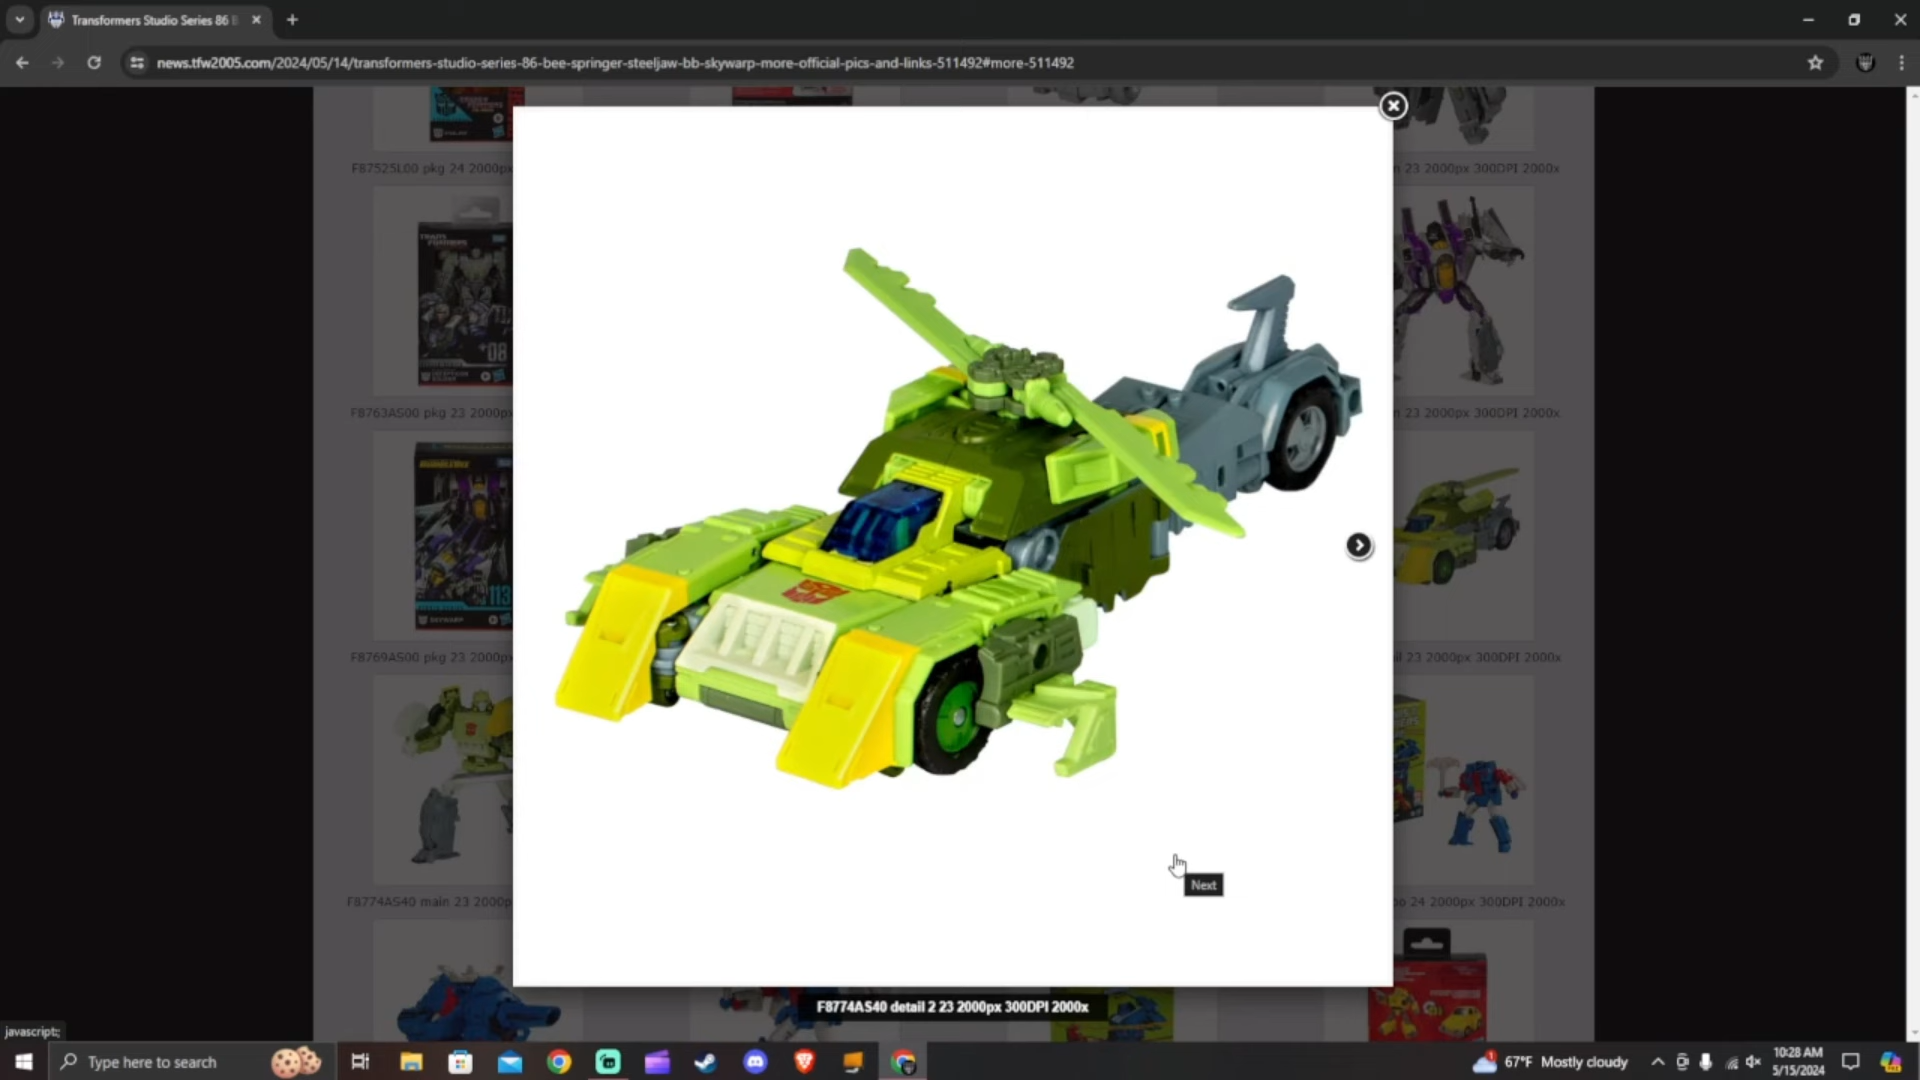 Transformers Studio Series 86 B
news.tfw2005.com/2024/05/14/transformers-studio-series-86-bee-springer-steeljaw-bb-skywarp-more-official-pics-and-links-511492#more-511492
F87525L00 pkg 24 2000px
n 23 2000px 300DPI 2000x
F8763AS00 pkg 23 2000px
n 23 2000px 300DPI 2000x
F8769AS00 pkg 23 2000px
il 23 2000px 300DPI 2000x
F8774AS40 main 23 2000p
oo 24 2000px 300DPI 2000x
Next
F8774AS40 detail 2 23 2000px 300DPI 2000x
javascript:;
Type here to search
67°F Mostly cloudy
10:28 AM
5/15/2024